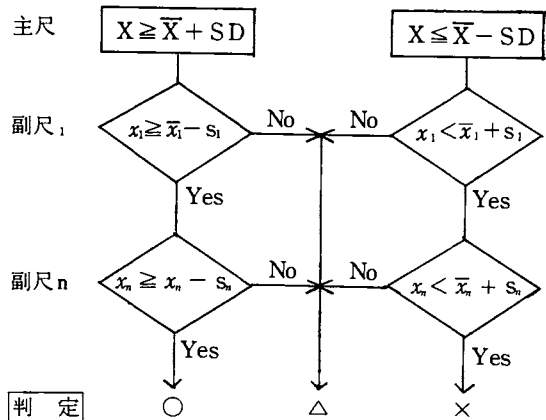 主尺 X≧X̅+SD X≦X̅−SD
副尺₁ x₁≧x̅₁−s₁ No No x₁<x̅₁+s₁
Yes Yes
副尺n xₙ≧xₙ−sₙ No No xₙ<x̅ₙ+sₙ
Yes Yes
判定 ○ △ ×